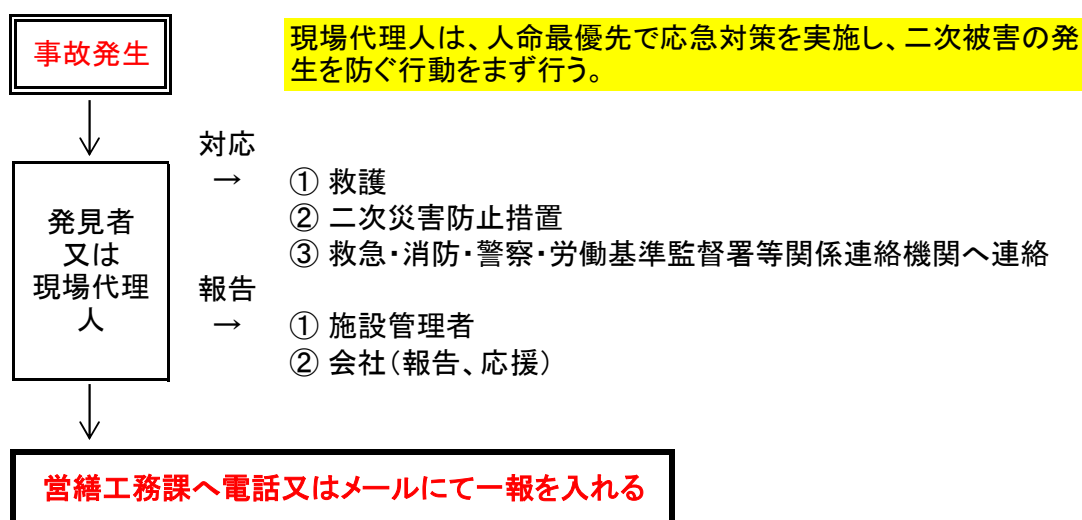 事故発生
現場代理人は、人命最優先で応急対策を実施し、二次被害の発
生を防ぐ行動をまず行う。
対応
→
① 救護
② 二次災害防止措置
③ 救急・消防・警察・労働基準監督署等関係連絡機関へ連絡
発見者
又は
現場代理
人
報告
→
① 施設管理者
② 会社（報告、応援）
営繕工務課へ電話又はメールにて一報を入れる